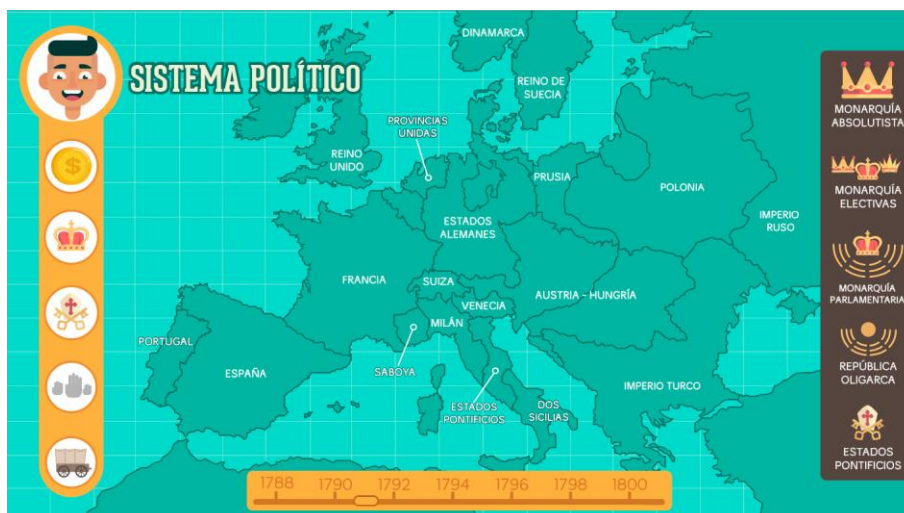 SISTEMA POLÍTICO
$
DINAMARCA
REINO DE
SUECIA
PROVINCIAS
UNIDAS
REINO
UNIDO
PRUSIA
POLONIA
IMPERIO
RUSO
ESTADOS
ALEMANES
FRANCIA
SUIZA
AUSTRIA - HUNGRÍA
VENECIA
MILÁN
PORTUGAL
ESPAÑA
SABOYA
ESTADOS
PONTIFICIOS
DOS
SICILIAS
IMPERIO TURCO
MONARQUÍA
ABSOLUTISTA
MONARQUÍA
ELECTIVAS
MONARQUÍA
PARLAMENTARIA
REPÚBLICA
OLIGARCA
ESTADOS
PONTIFICIOS
1788 1790 1792 1794 1796 1798 1800